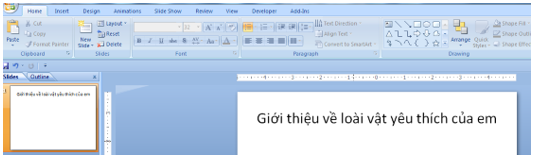 Home Insert Design Animations Slide Show Review View Developer Add-Ins
Cut Layout Text Direction Shape Fill
Copy Reset Align Text Shape Outl
Paste Format Painter New Slide Delete Convert to SmartArt Arrange Quick Styles Shape Effec
Clipboard Slides Font Paragraph Drawing
Slides Outline
Giới thiệu về loài vật yêu thích của em
Giới thiệu về loài vật yêu thích của em